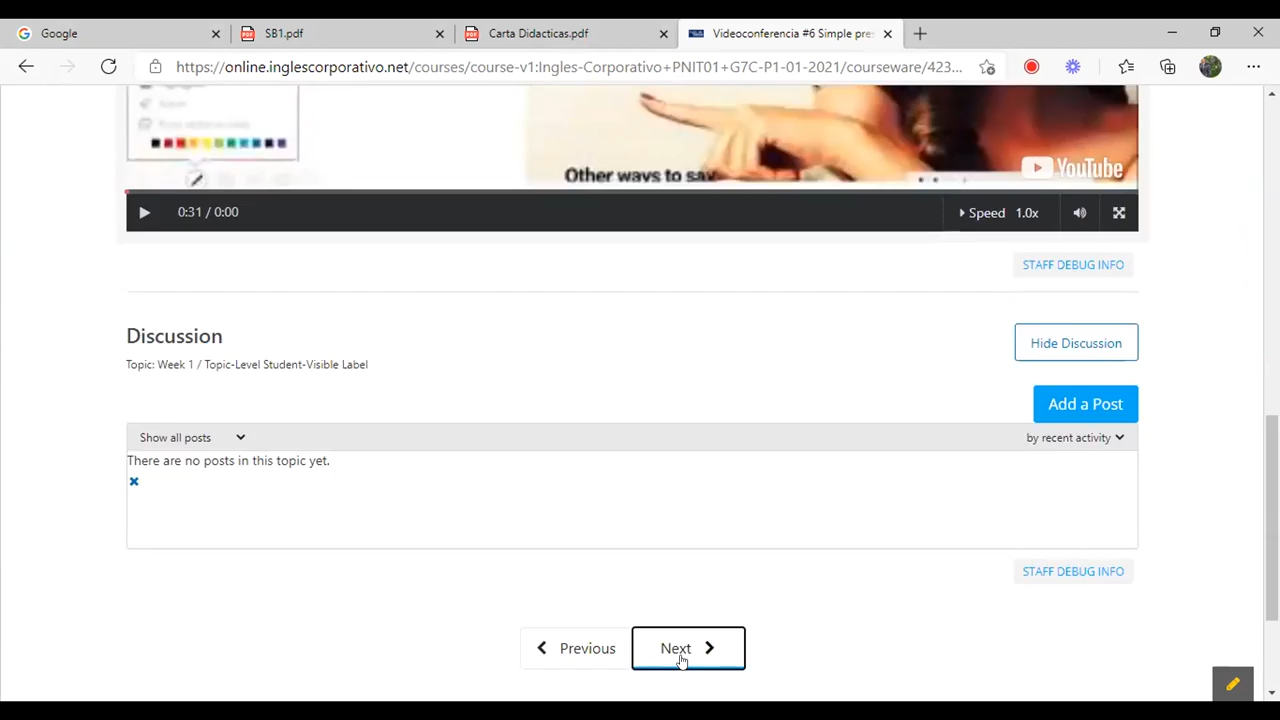 Google
SB1.pdf
Carta Didacticas.pdf
Videoconferencia #6 Simple pres
https://online.inglescorporativo.net/courses/course-v1:Ingles-Corporativo+PNIT01+G7C-P1-01-2021/courseware/423...
Other ways to say
YouTube
0:31 / 0:00
Speed 1.0x
STAFF DEBUG INFO
Discussion
Hide Discussion
Topic: Week 1 / Topic-Level Student-Visible Label
Add a Post
Show all posts
by recent activity
There are no posts in this topic yet.
STAFF DEBUG INFO
Previous
Next